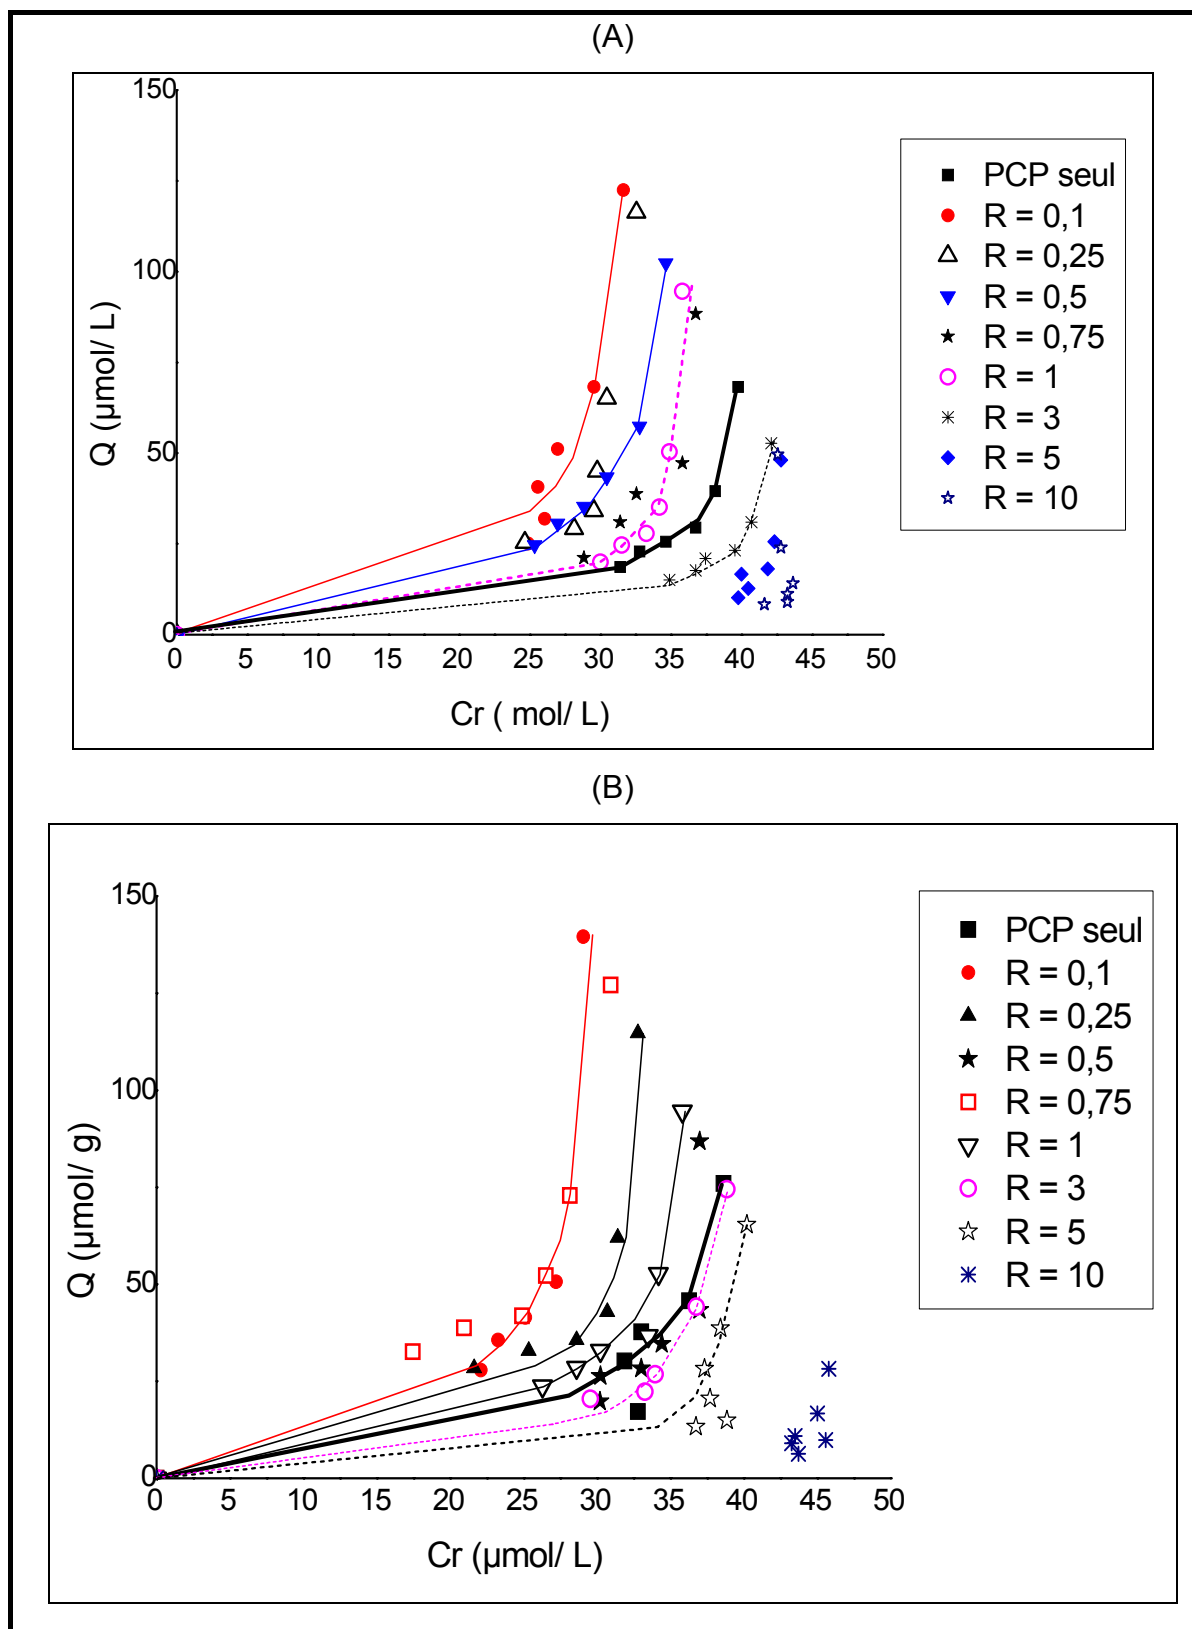 (A)
150
100
50
0
Q (µmol/ L)
0 5 10 15 20 25 30 35 40 45 50
Cr ( mol/ L)
PCP seul
R = 0,1
R = 0,25
R = 0,5
R = 0,75
R = 1
R = 3
R = 5
R = 10
(B)
150
100
50
0
Q (µmol/ g)
0 5 10 15 20 25 30 35 40 45 50
Cr (µmol/ L)
PCP seul
R = 0,1
R = 0,25
R = 0,5
R = 0,75
R = 1
R = 3
R = 5
R = 10